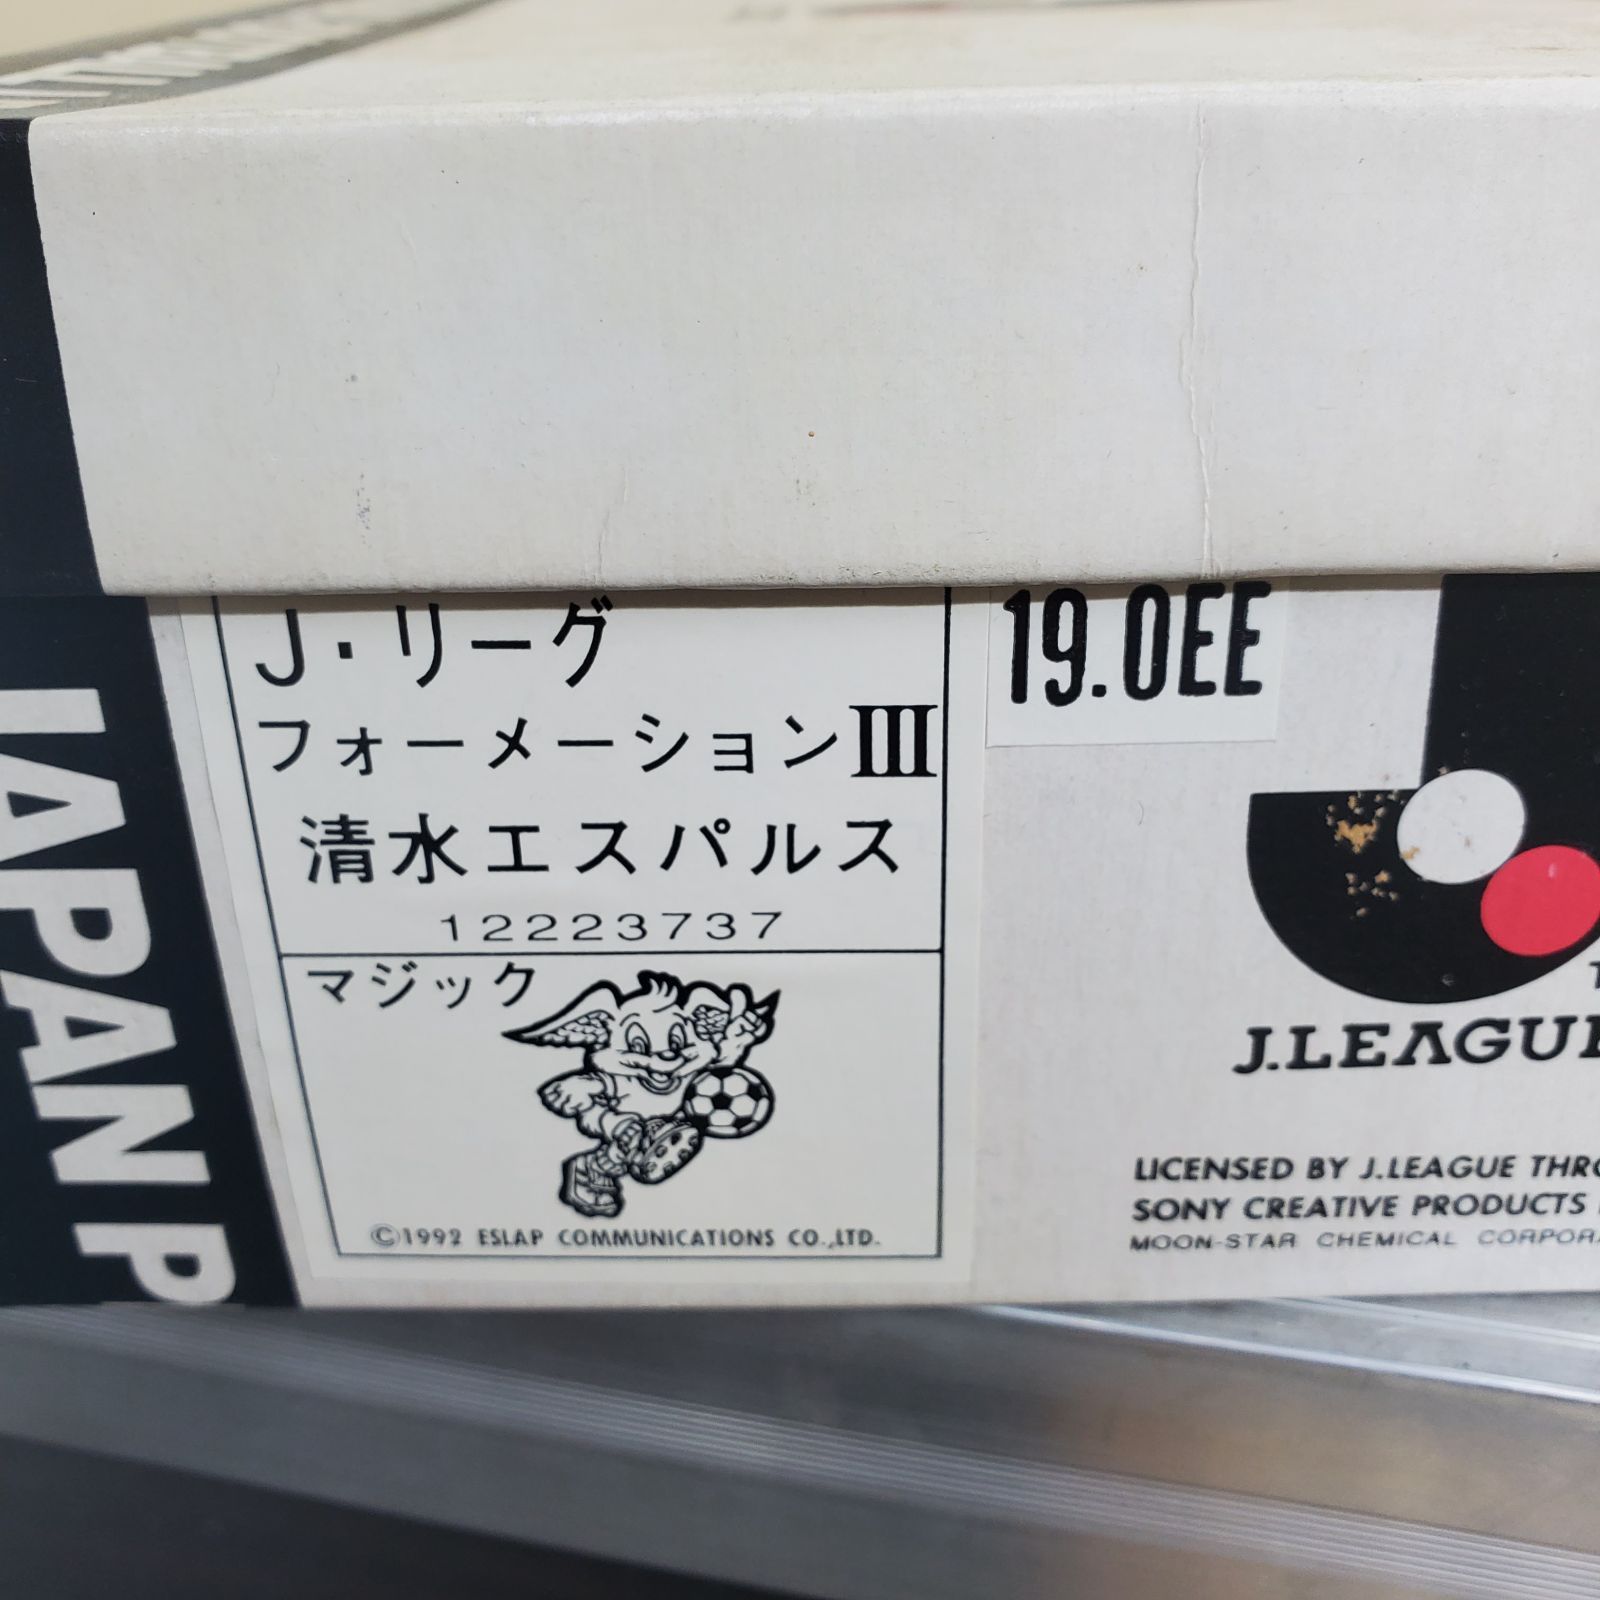 J・リーグ
フォーメーションⅢ
清水エスパルス
12223737
マジック
©1992 ESLAP COMMUNICATIONS CO.,LTD.
19.0EE
J.LEAGUE
LICENSED BY J.LEAGUE
SONY CREATIVE PRODUCTS
MOON-STAR CHEMICAL
JAPAN